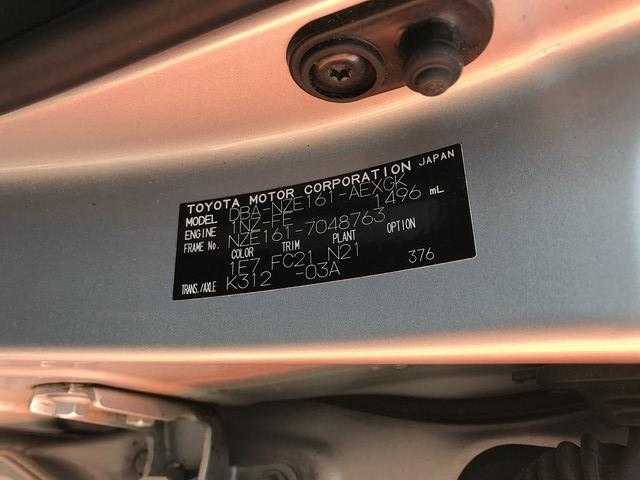 TOYOTA MOTOR CORPORATION JAPAN
MODEL DBA-NZE161-AEXGK
ENGINE 1NZ-FE 1496 mL
FRAME No. NZE161-7048763
COLOR TRIM PLANT OPTION
1E7 FC21 N21
TRANS./AXLE K312 -03A 376